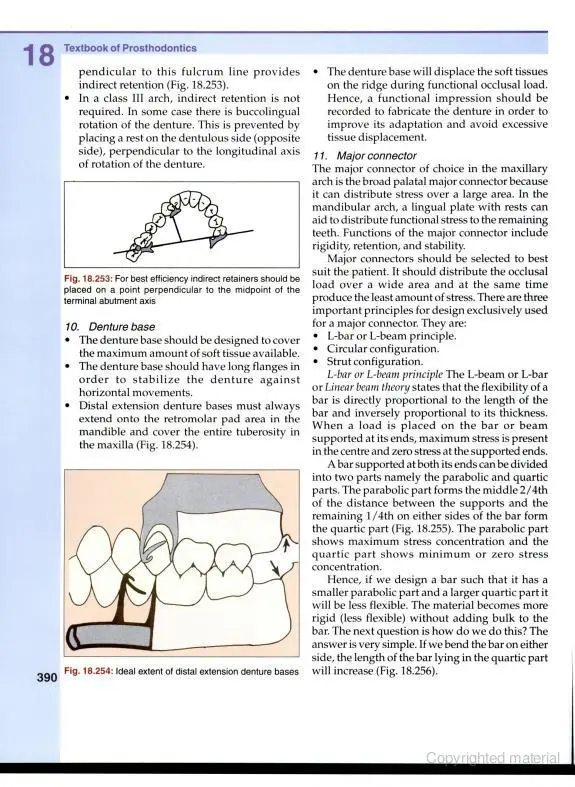 18
Textbook of Prosthodontics
pendicular to this fulcrum line provides
indirect retention (Fig. 18.253).
• In a class III arch, indirect retention is not
required. In some case there is buccolingual
rotation of the denture. This is prevented by
placing a rest on the dentulous side (opposite
side), perpendicular to the longitudinal axis
of rotation of the denture.
Fig. 18.253: For best efficiency indirect retainers should be
placed on a point perpendicular to the midpoint of the
terminal abutment axis
10. Denture base
• The denture base should be designed to cover
the maximum amount of soft tissue available.
• The denture base should have long flanges in
order to stabilize the denture against
horizontal movements.
• Distal extension denture bases must always
extend onto the retromolar pad area in the
mandible and cover the entire tuberosity in
the maxilla (Fig. 18.254).
Fig. 18.254: Ideal extent of distal extension denture bases
390
• The denture base will displace the soft tissues
on the ridge during functional occlusal load.
Hence, a functional impression should be
recorded to fabricate the denture in order to
improve its adaptation and avoid excessive
tissue displacement.
11. Major connector
The major connector of choice in the maxillary
arch is the broad palatal major connector because
it can distribute stress over a large area. In the
mandibular arch, a lingual plate with rests can
aid to distribute functional stress to the remaining
teeth. Functions of the major connector include
rigidity, retention, and stability.
Major connectors should be selected to best
suit the patient. It should distribute the occlusal
load over a wide area and at the same time
produce the least amount of stress. There are three
important principles for design exclusively used
for a major connector. They are:
• L-bar or L-beam principle.
• Circular configuration.
• Strut configuration.
L-bar or L-beam principle The L-beam or L-bar
or Linear beam theory states that the flexibility of a
bar is directly proportional to the length of the
bar and inversely proportional to its thickness.
When a load is placed on the bar or beam
supported at its ends, maximum stress is present
in the centre and zero stress at the supported ends.
A bar supported at both its ends can be divided
into two parts namely the parabolic and quartic
parts. The parabolic part forms the middle 2/4th
of the distance between the supports and the
remaining 1/4th on either sides of the bar form
the quartic part (Fig. 18.255). The parabolic part
shows maximum stress concentration and the
quartic part shows minimum or zero stress
concentration.
Hence, if we design a bar such that it has a
smaller parabolic part and a larger quartic part it
will be less flexible. The material becomes more
rigid (less flexible) without adding bulk to the
bar. The next question is how do we do this? The
answer is very simple. If we bend the bar on either
side, the length of the bar lying in the quartic part
will increase (Fig. 18.256).
Copyrighted material